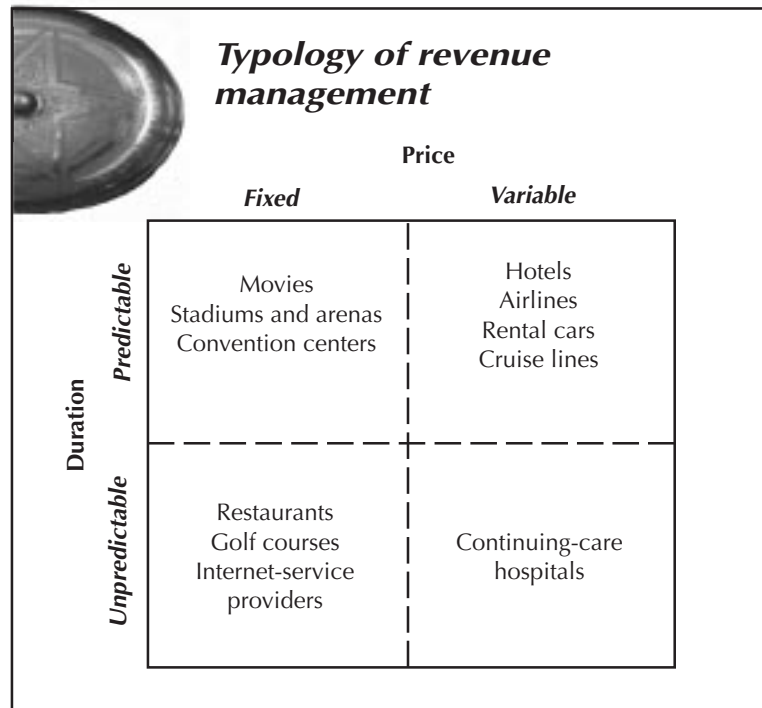 Typology of revenue
management
Price
Fixed
Variable
Duration
Predictable
Movies
Stadiums and arenas
Convention centers
Hotels
Airlines
Rental cars
Cruise lines
Unpredictable
Restaurants
Golf courses
Internet-service
providers
Continuing-care
hospitals